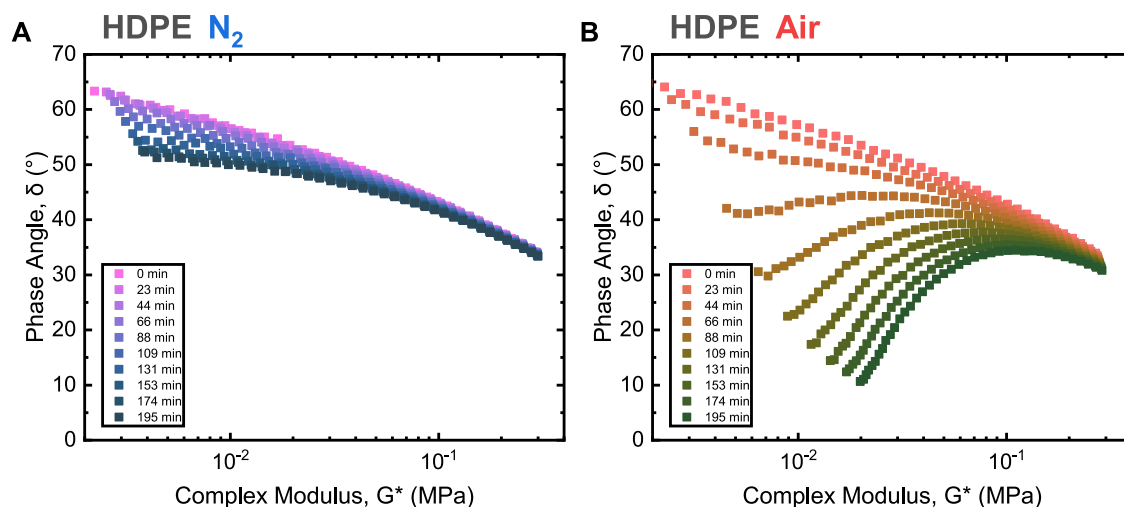 A HDPE N₂
70
60
50
40
30
20
10
0
Phase Angle, δ (°)
0 min
23 min
44 min
66 min
88 min
109 min
131 min
153 min
174 min
195 min
10⁻²
10⁻¹
Complex Modulus, G* (MPa)
B HDPE Air
70
60
50
40
30
20
10
0
Phase Angle, δ (°)
0 min
23 min
44 min
66 min
88 min
109 min
131 min
153 min
174 min
195 min
10⁻²
10⁻¹
Complex Modulus, G* (MPa)